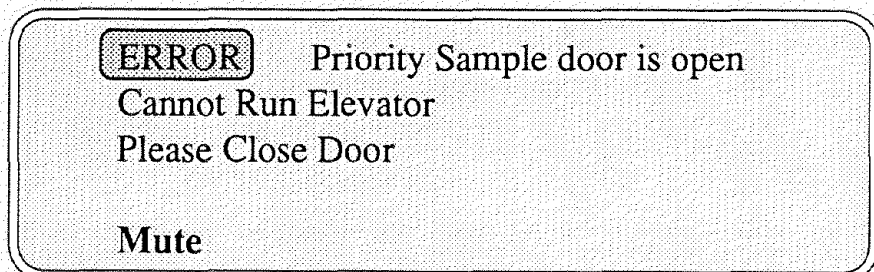 ERROR Priority Sample door is open
Cannot Run Elevator
Please Close Door
Mute